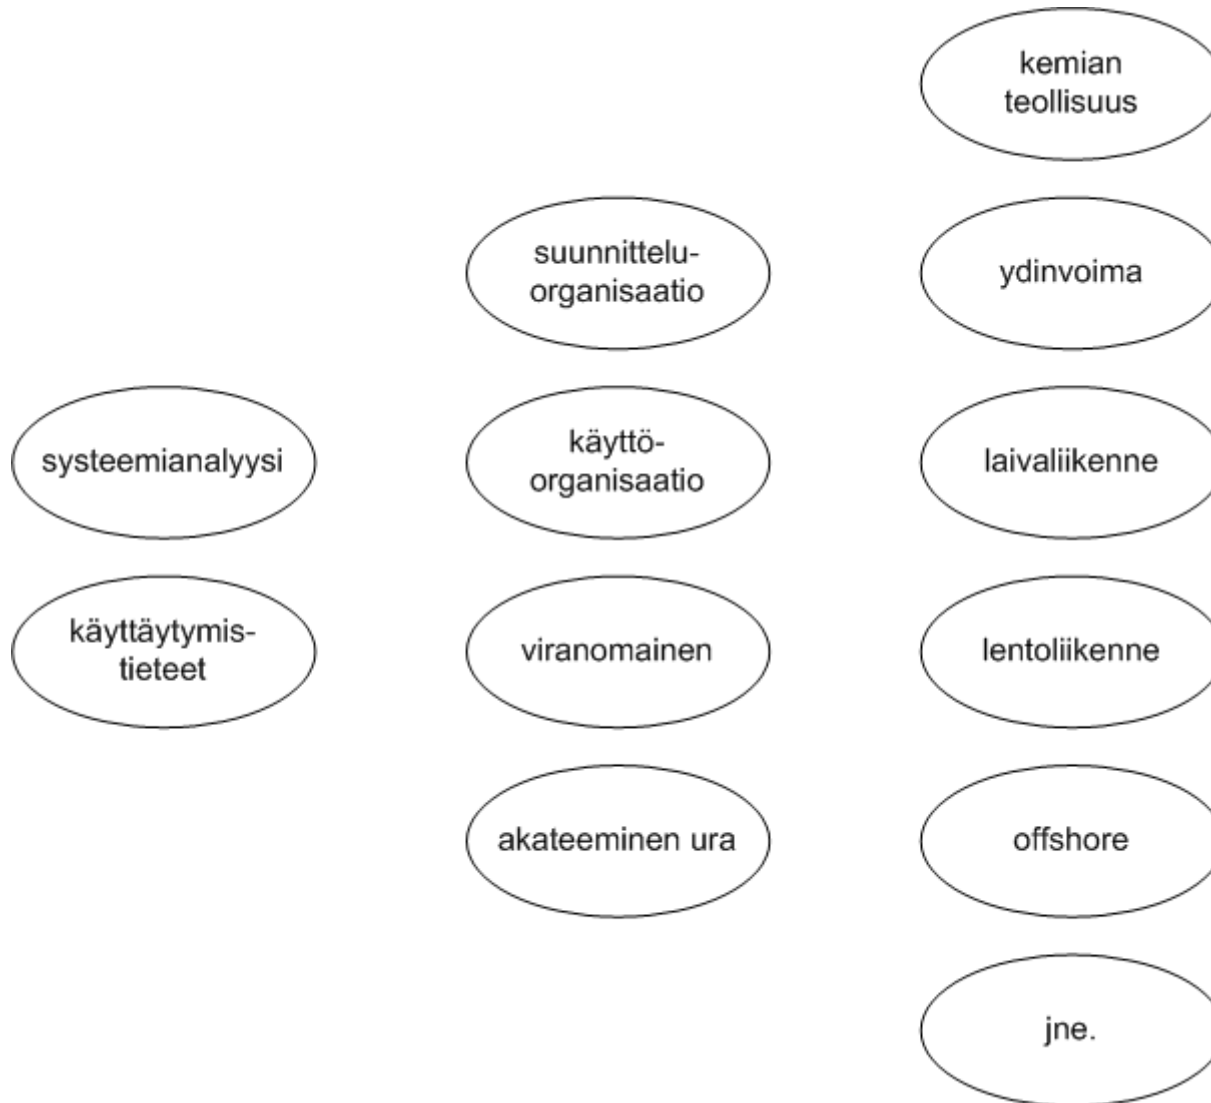 systeemianalyysi
käyttäytymis-
tieteet
suunnittelu-
organisaatio
käyttö-
organisaatio
viranomainen
akateeminen ura
kemian
teollisuus
ydinvoima
laivaliikenne
lentoliikenne
offshore
jne.